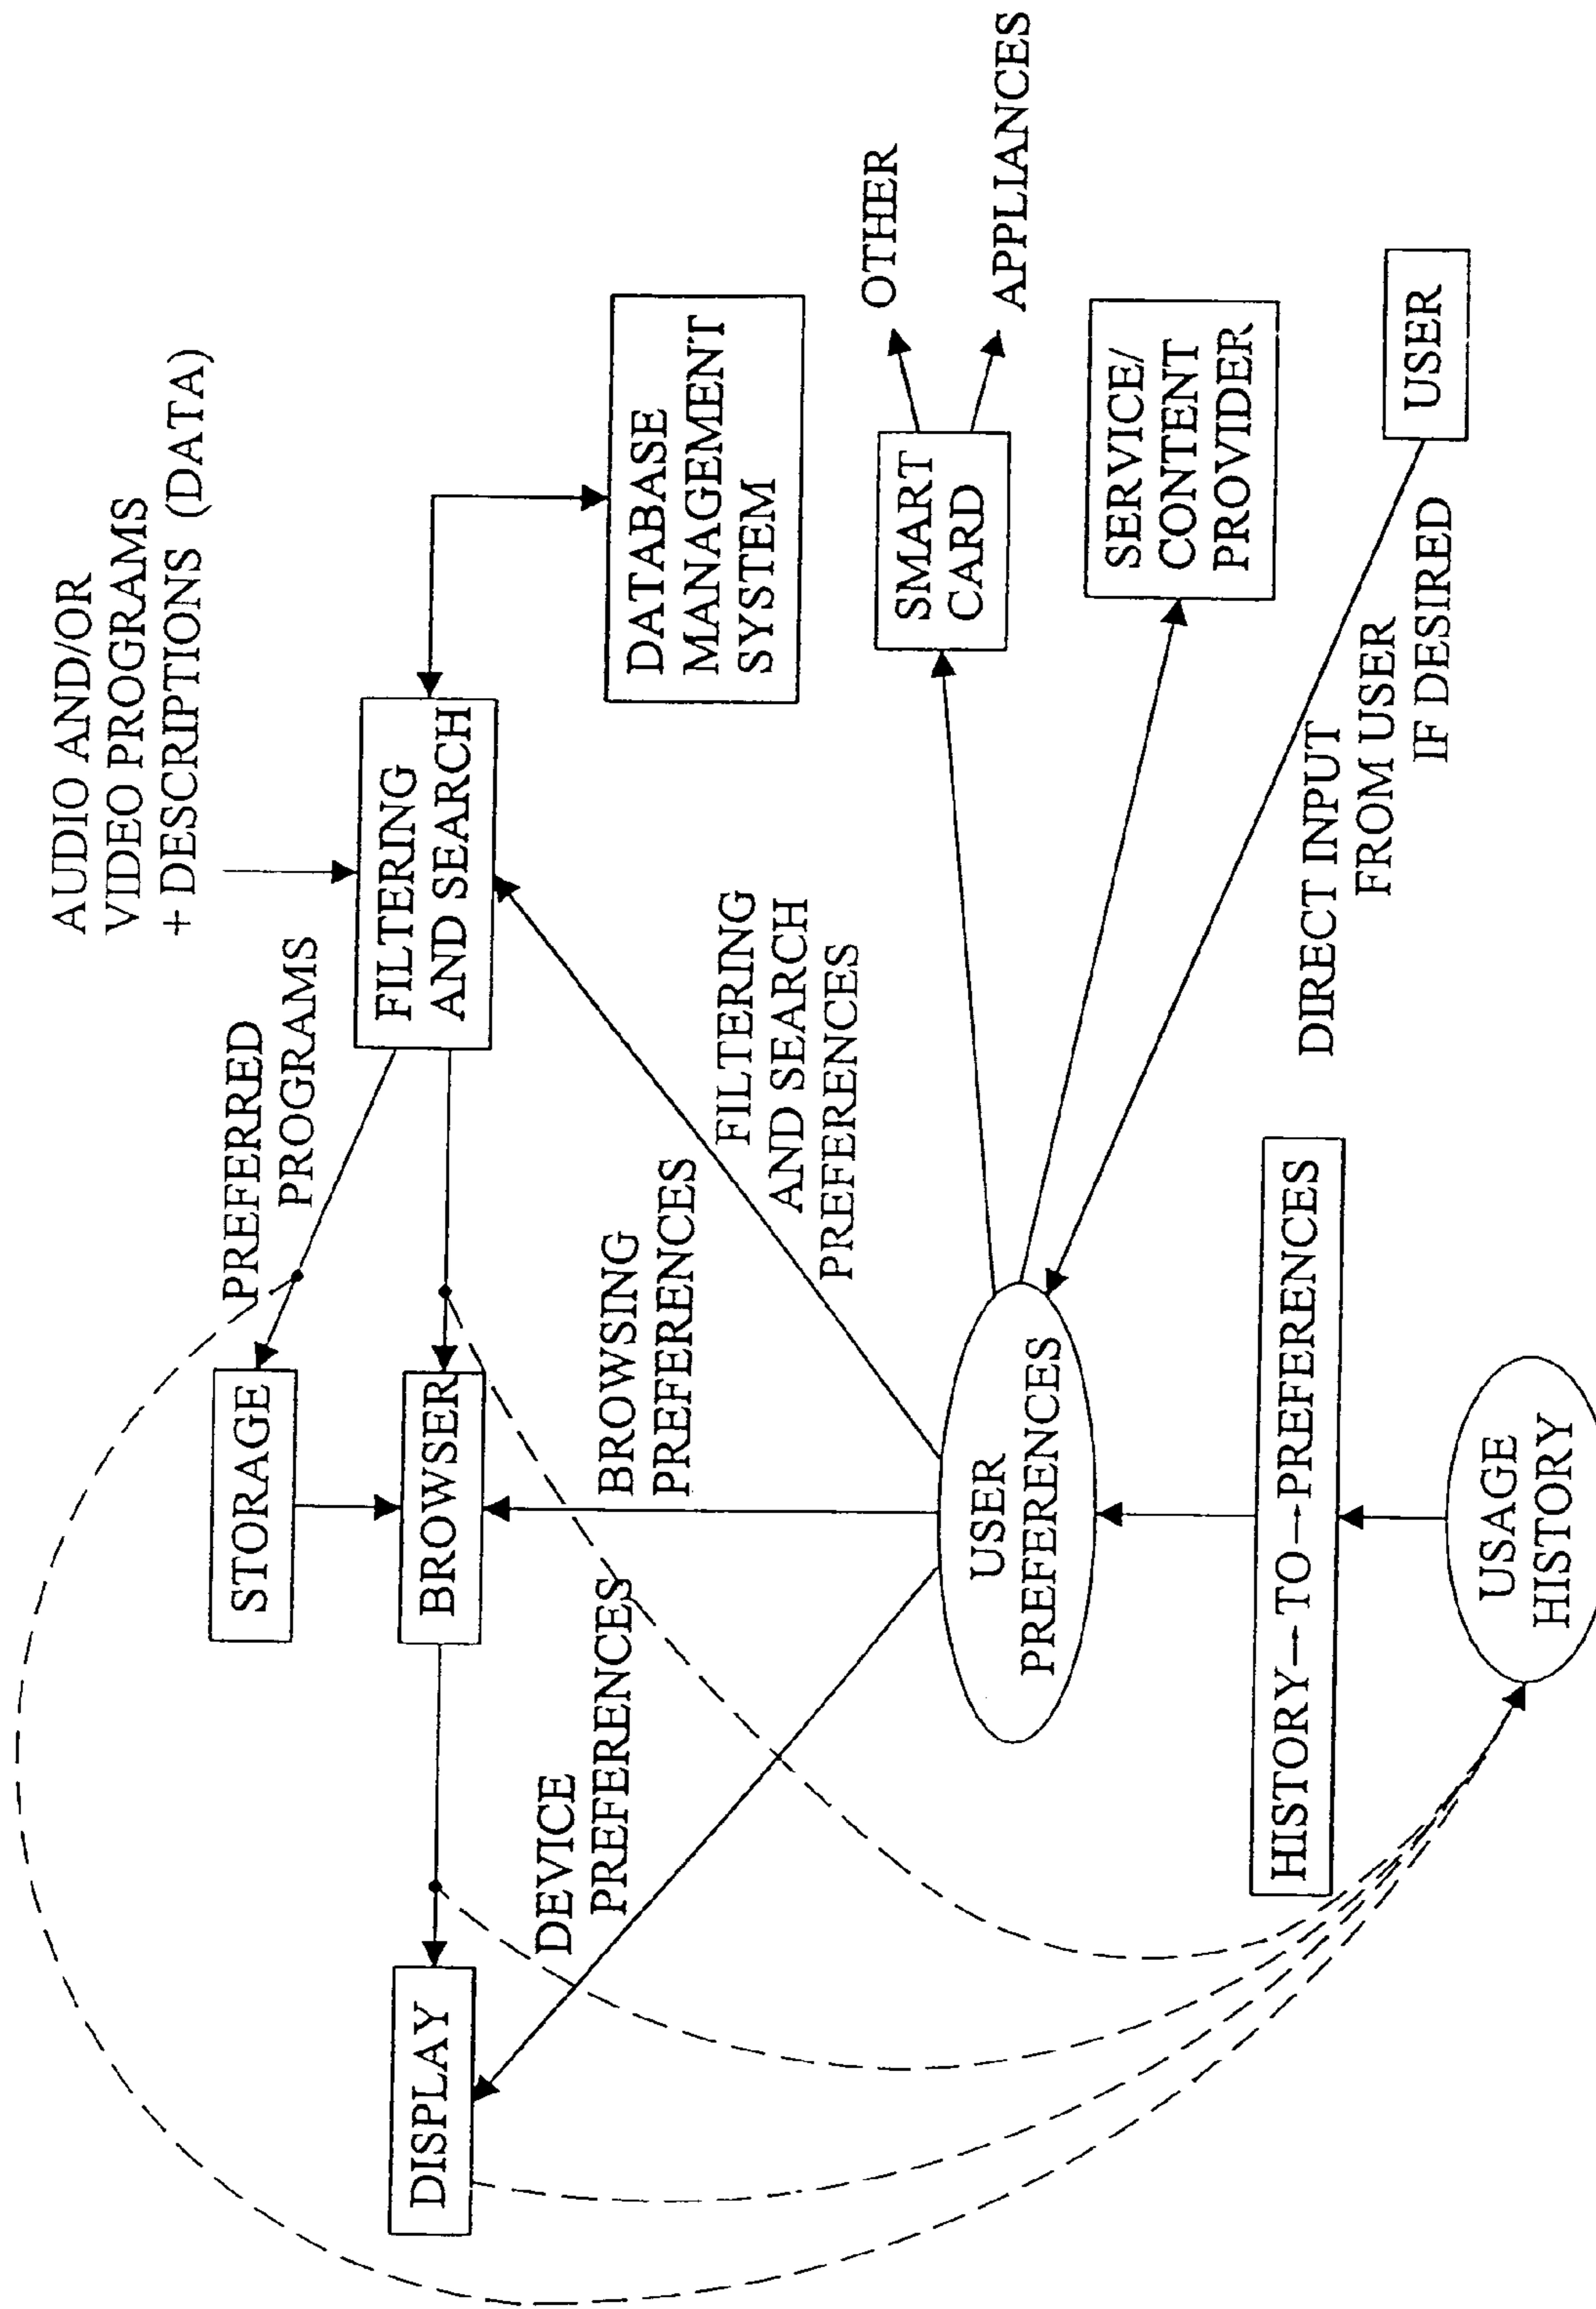 AUDIO AND/OR
VIDEO PROGRAMS
+ DESCRIPTIONS (DATA)
PREFERRED
PROGRAMS
STORAGE
FILTERING
AND SEARCH
DISPLAY
BROWSER
DATABASE
MANAGEMENT
SYSTEM
DEVICE
PREFERENCES
BROWSING
PREFERENCES
FILTERING
AND SEARCH
PREFERENCES
SMART
CARD
OTHER
APPLIANCES
USER
PREFERENCES
SERVICE/
CONTENT
PROVIDER
HISTORY→TO→PREFERENCES
DIRECT INPUT
FROM USER
IF DESIRED
USER
USAGE
HISTORY